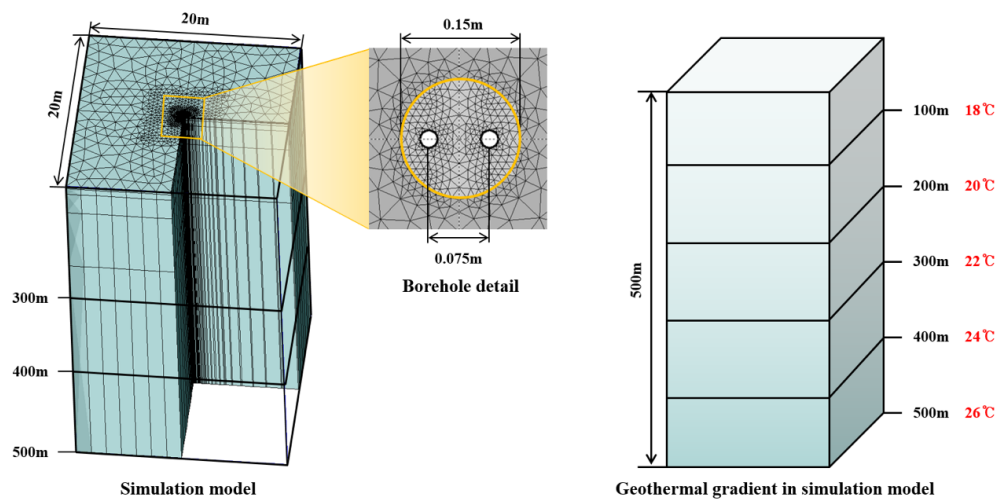 20m
20m
300m
400m
500m
Simulation model
0.15m
0.075m
Borehole detail
500m
100m 18℃
200m 20℃
300m 22℃
400m 24℃
500m 26℃
Geothermal gradient in simulation model